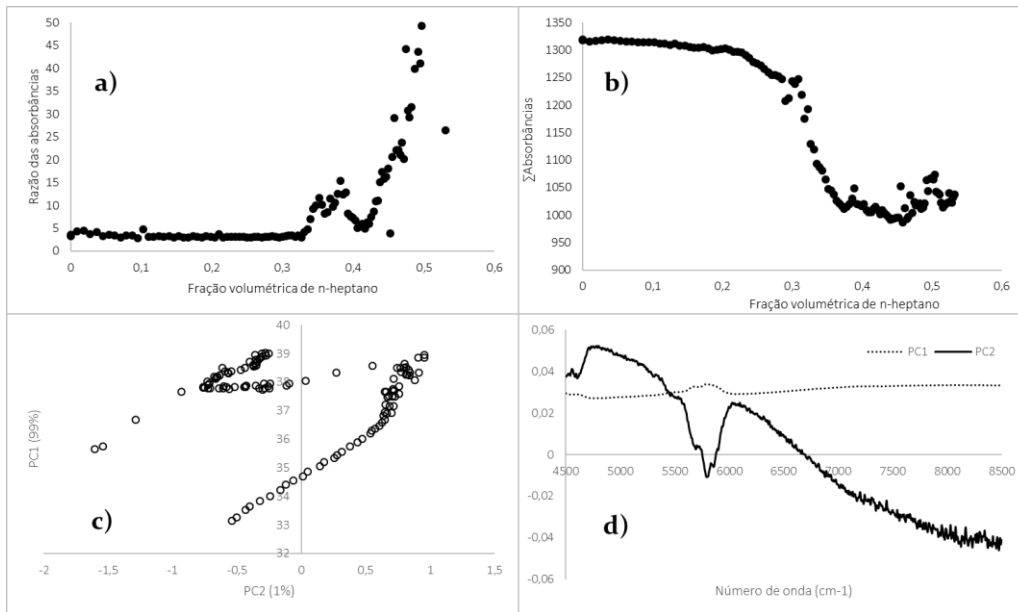 a)
Razão das absorbâncias
50
45
40
35
30
25
20
15
10
5
0
0 0,1 0,2 0,3 0,4 0,5 0,6
Fração volumétrica de n-heptano
b)
∑Absorbâncias
1350
1300
1250
1200
1150
1100
1050
1000
950
900
0 0,1 0,2 0,3 0,4 0,5 0,6
Fração volumétrica de n-heptano
c)
PC1 (99%)
40
39
38
37
36
35
34
33
32
-2 -1,5 -1 -0,5 0 0,5 1 1,5
PC2 (1%)
d)
PC1 PC2
0,06
0,04
0,02
0
-0,02
-0,04
-0,06
4500 5000 5500 6000 6500 7000 7500 8000 8500
Número de onda (cm-1)